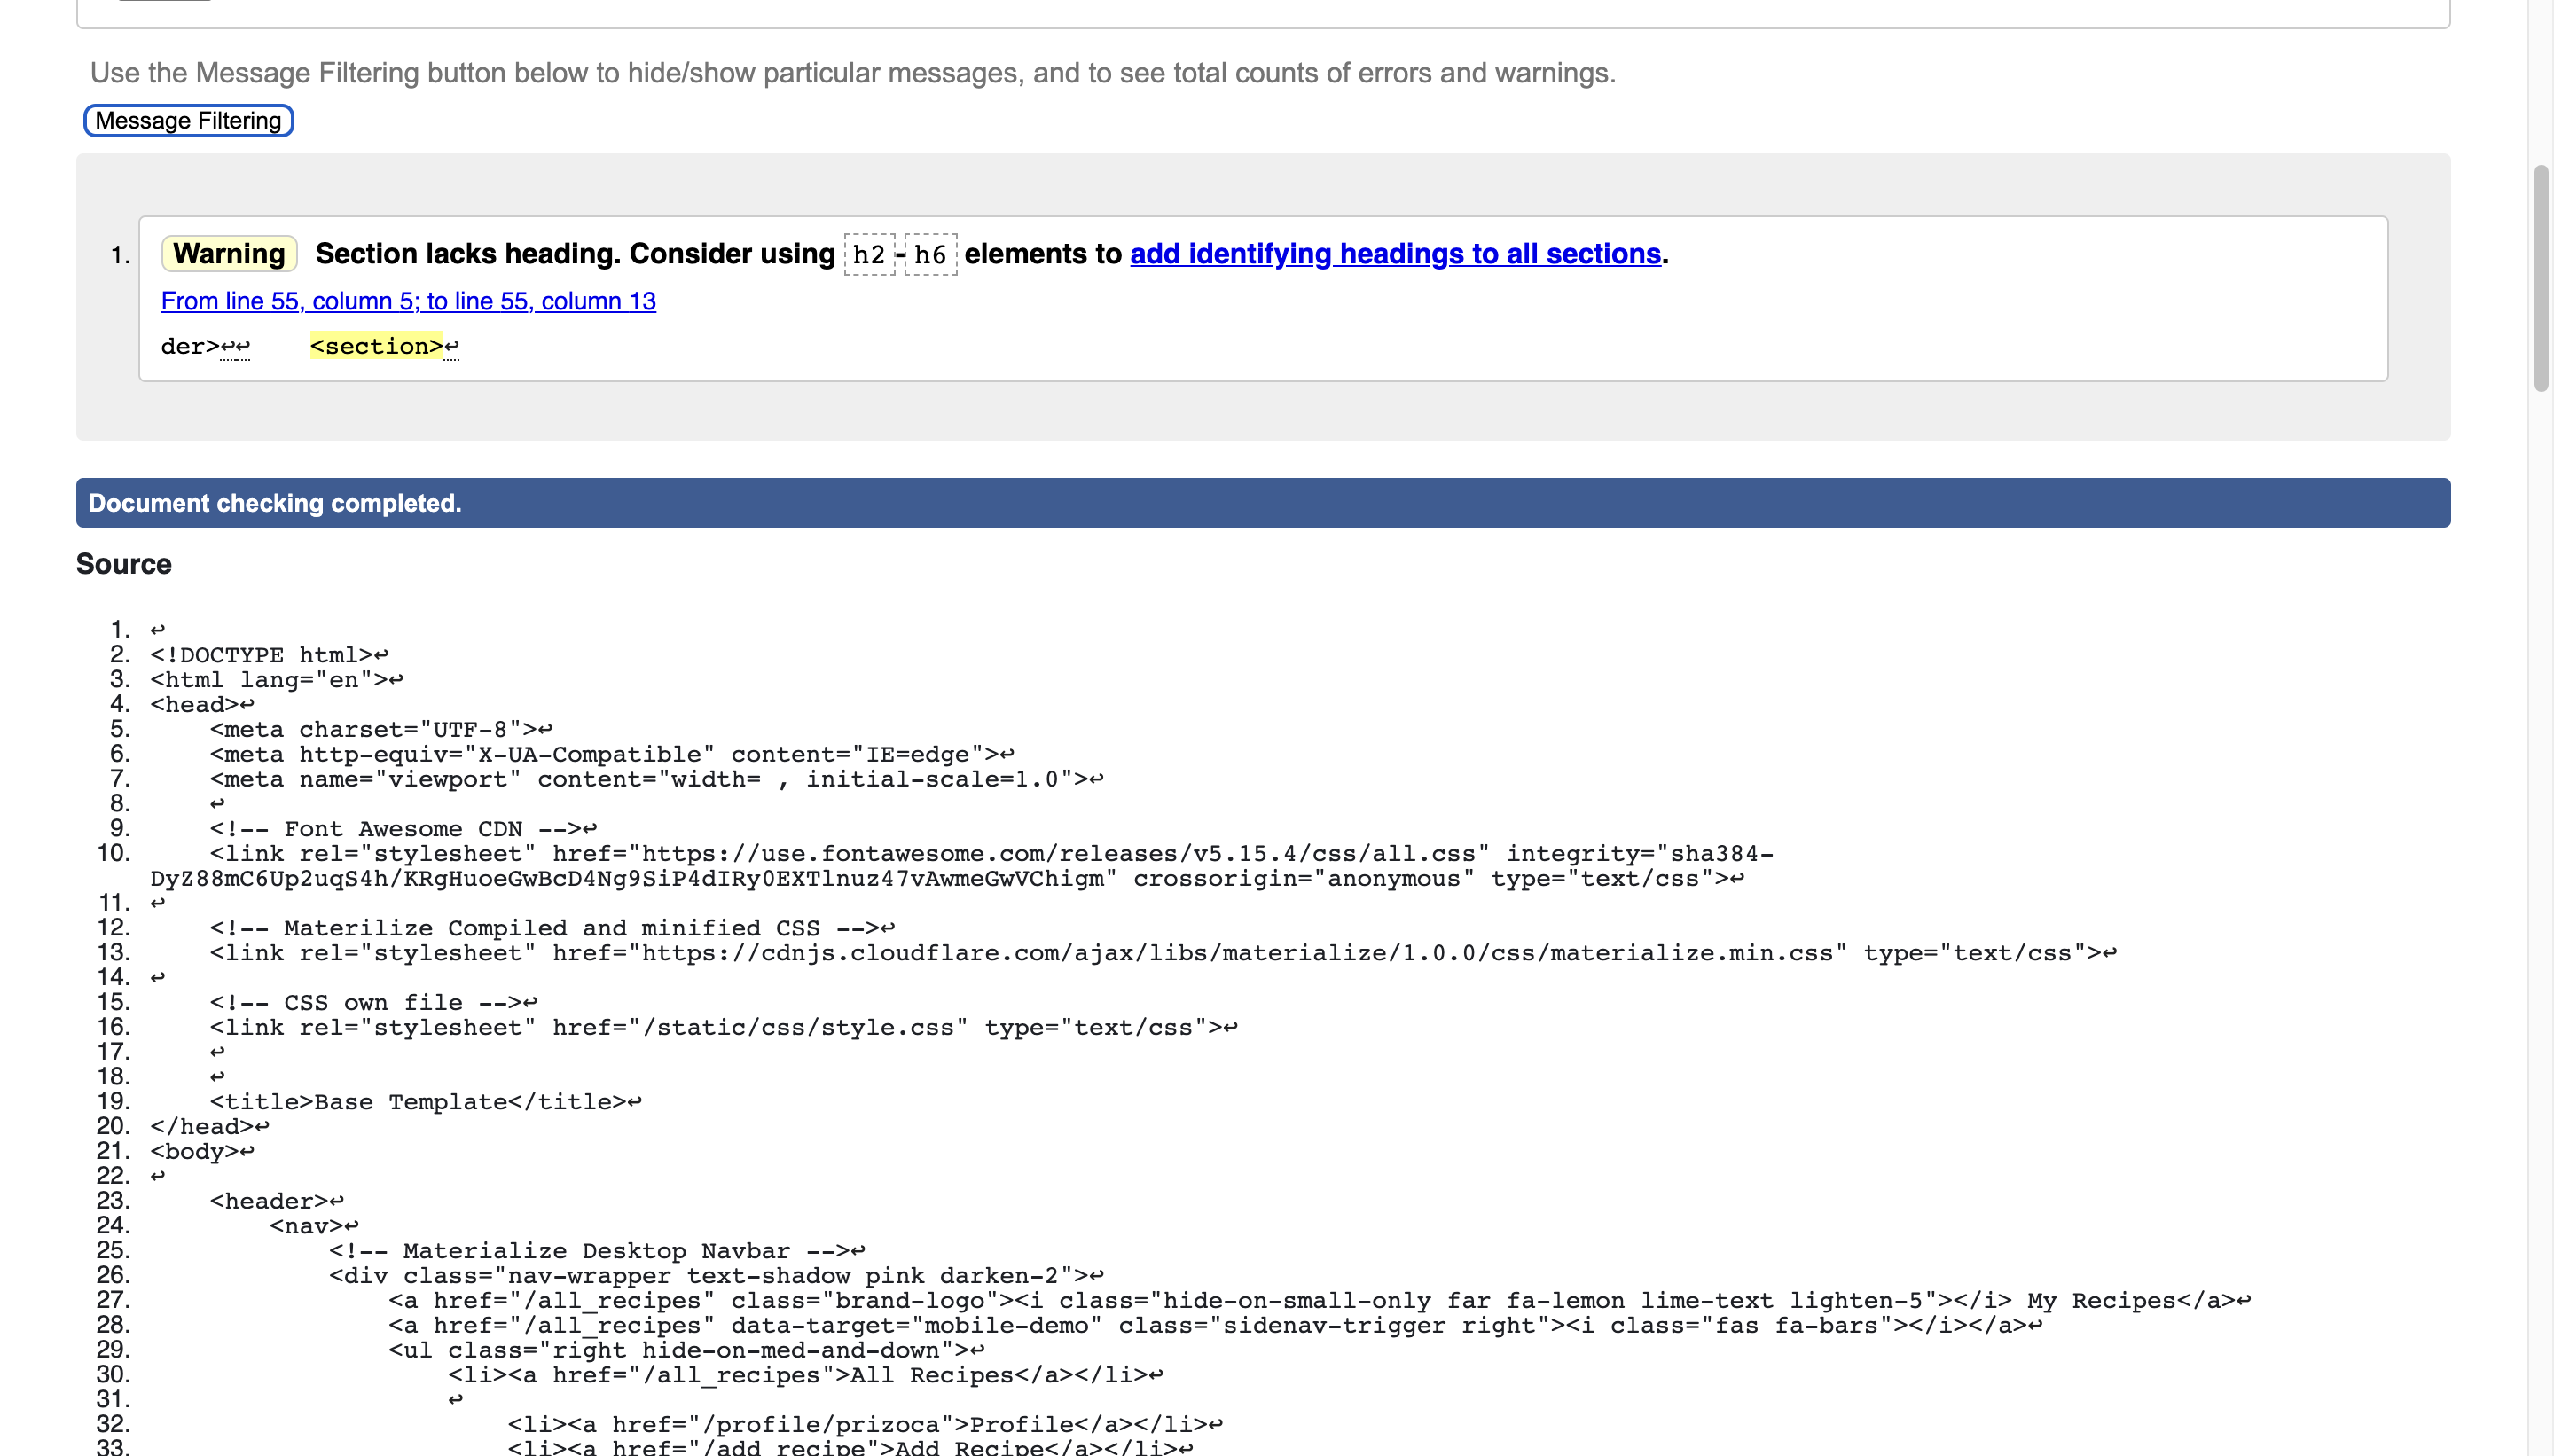 Use the Message Filtering button below to hide/show particular messages, and to see total counts of errors and warnings.
Message Filtering
1. Warning Section lacks heading. Consider using h2-h6 elements to add identifying headings to all sections.
From line 55, column 5; to line 55, column 13
der>↩↩    <section>↩
Document checking completed.
Source
1. ↩
2. <!DOCTYPE html>↩
3. <html lang="en">↩
4. <head>↩
5.     <meta charset="UTF-8">↩
6.     <meta http-equiv="X-UA-Compatible" content="IE=edge">↩
7.     <meta name="viewport" content="width= , initial-scale=1.0">↩
8.     ↩
9.     <!-- Font Awesome CDN -->↩
10.     <link rel="stylesheet" href="https://use.fontawesome.com/releases/v5.15.4/css/all.css" integrity="sha384-
DyZ88mC6Up2uqS4h/KRgHuoeGwBcD4Ng9SiP4dIRy0EXTlnuz47vAwmeGwVChigm" crossorigin="anonymous" type="text/css">↩
11. ↩
12.     <!-- Materilize Compiled and minified CSS -->↩
13.     <link rel="stylesheet" href="https://cdnjs.cloudflare.com/ajax/libs/materialize/1.0.0/css/materialize.min.css" type="text/css">↩
14. ↩
15.     <!-- CSS own file -->↩
16.     <link rel="stylesheet" href="/static/css/style.css" type="text/css">↩
17.     ↩
18.     ↩
19.     <title>Base Template</title>↩
20. </head>↩
21. <body>↩
22. ↩
23.     <header>↩
24.         <nav>↩
25.             <!-- Materialize Desktop Navbar -->↩
26.             <div class="nav-wrapper text-shadow pink darken-2">↩
27.                 <a href="/all_recipes" class="brand-logo"><i class="hide-on-small-only far fa-lemon lime-text lighten-5"></i> My Recipes</a>↩
28.                 <a href="/all_recipes" data-target="mobile-demo" class="sidenav-trigger right"><i class="fas fa-bars"></i></a>↩
29.                 <ul class="right hide-on-med-and-down">↩
30.                     <li><a href="/all_recipes">All Recipes</a></li>↩
31.                     ↩
32.                         <li><a href="/profile/prizoca">Profile</a></li>↩
33.                         <li><a href="/add_recipe">Add Recipe</a></li>↩